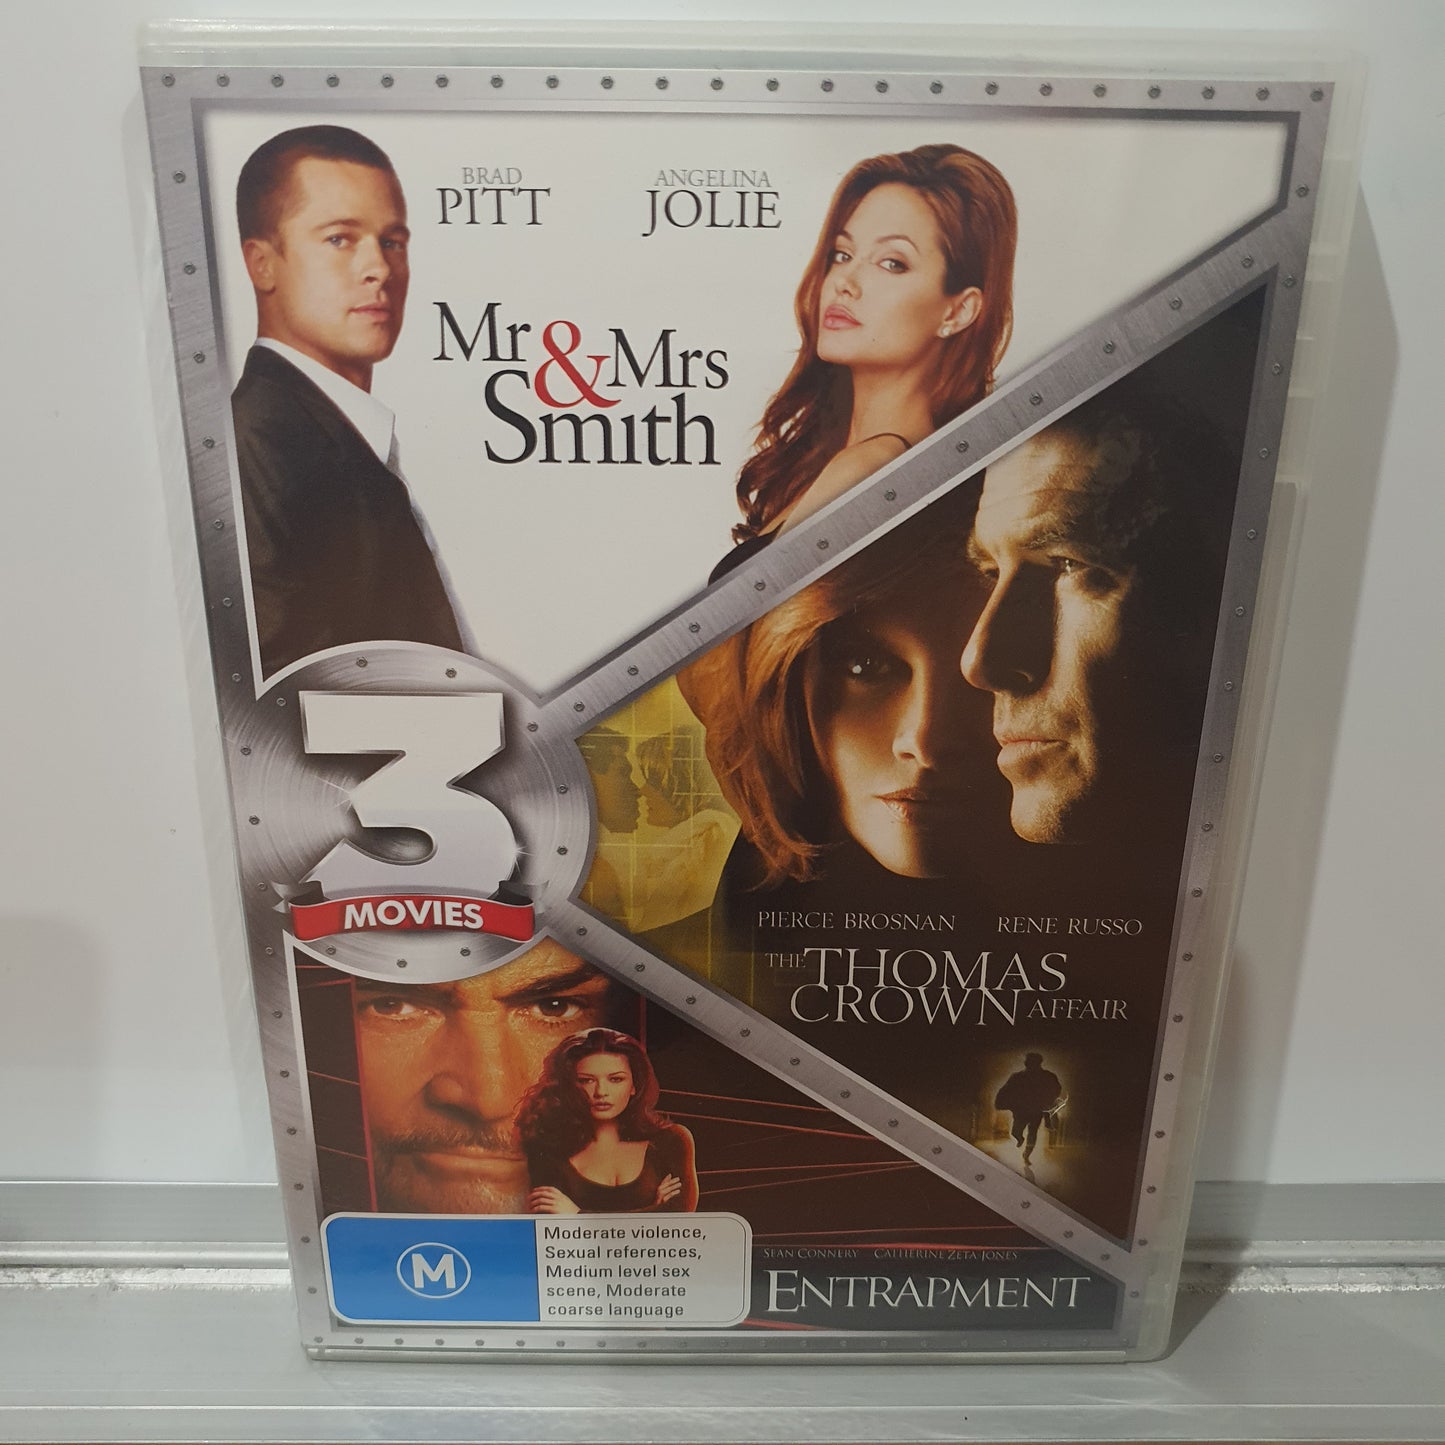 BRAD
PITT
ANGELINA
JOLIE
Mr & Mrs
Smith
3
MOVIES
PIERCE BROSNAN
RENE RUSSO
THE THOMAS
CROWN AFFAIR
M
Moderate violence,
Sexual references,
Medium level sex
scene, Moderate
coarse language
SEAN CONNERY CATHERINE ZETA JONES
ENTRAPMENT